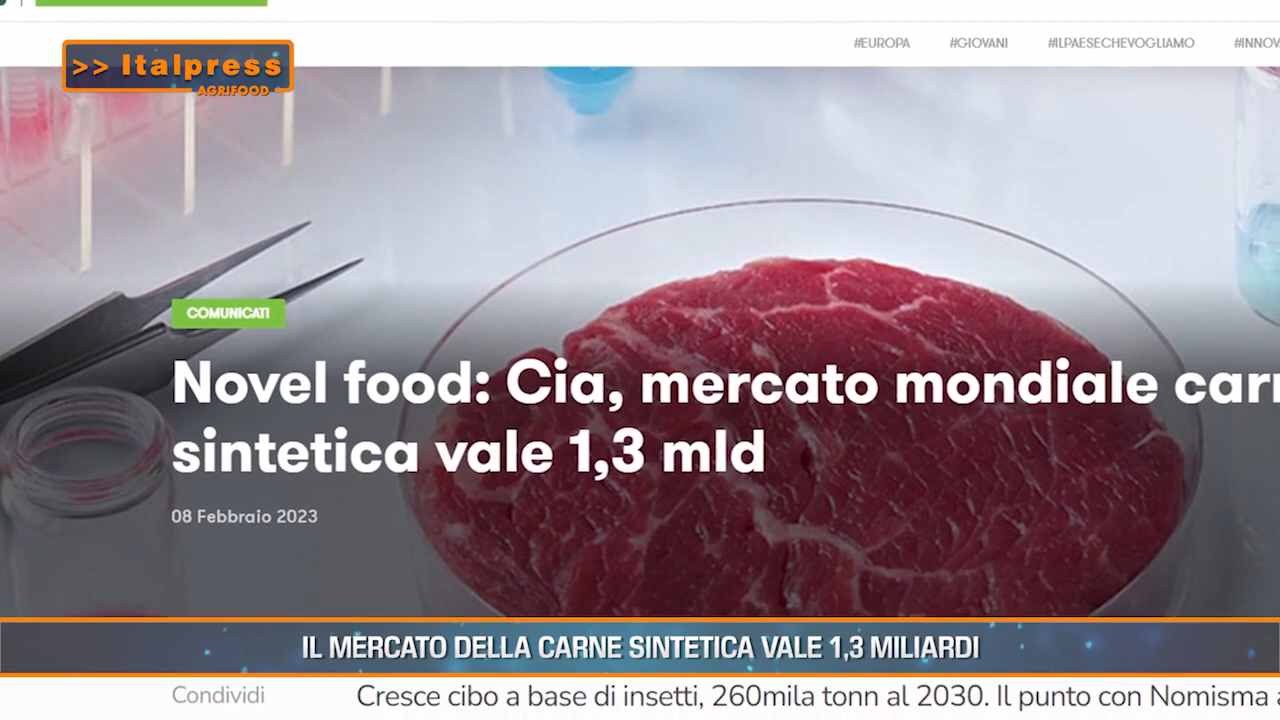 #EUROPA #GIOVANI #ILPAESECHEVOGLIAMO #INNOV
>> Italpress
AGRIFOOD
COMUNICATI
Novel food: Cia, mercato mondiale carn
sintetica vale 1,3 mld
08 Febbraio 2023
IL MERCATO DELLA CARNE SINTETICA VALE 1,3 MILIARDI
Condividi
Cresce cibo a base di insetti, 260mila tonn al 2030. Il punto con Nomisma a